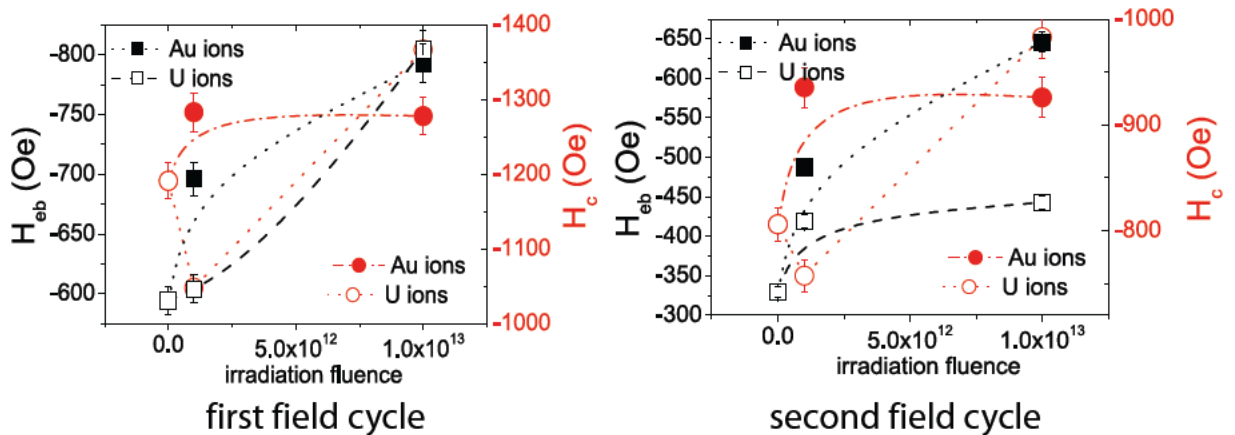 -800
-750
-700
-650
-600
H_eb (Oe)
Au ions
U ions
Au ions
U ions
-1400
-1300
-1200
-1100
-1000
H_c (Oe)
0.0
5.0x10^12
1.0x10^13
irradiation fluence
first field cycle
-650
-600
-550
-500
-450
-400
-350
-300
H_eb (Oe)
Au ions
U ions
Au ions
U ions
-1000
-900
-800
H_c (Oe)
0.0
5.0x10^12
1.0x10^13
irradiation fluence
second field cycle